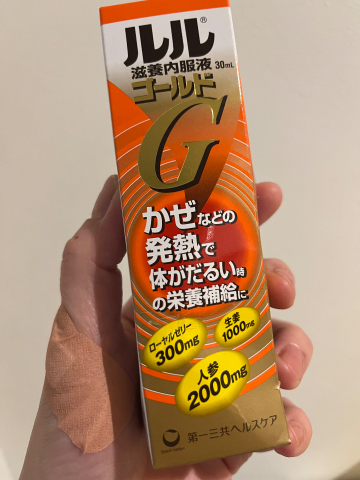 ルル®
滋養内服液 30mL
ゴールド
G
かぜなどの
発熱で
体がだるい時
の栄養補給に
ローヤルゼリー
300mg
生姜
1000mg
人参
2000mg
第一三共ヘルスケア